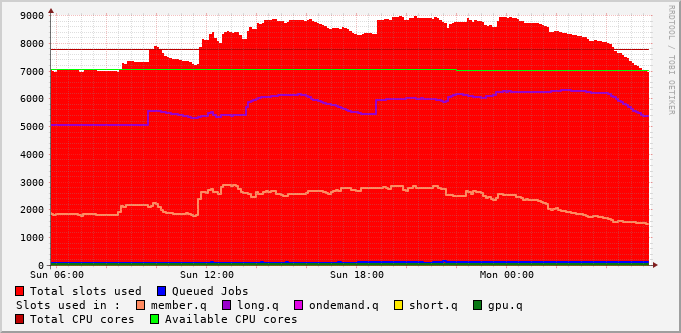 RRDTOOL / TOBI OETIKER
9000
8000
7000
6000
5000
4000
3000
2000
1000
0
Sun 06:00 Sun 12:00 Sun 18:00 Mon 00:00
Total slots used Queued Jobs
Slots used in : member.q long.q ondemand.q short.q gpu.q
Total CPU cores Available CPU cores